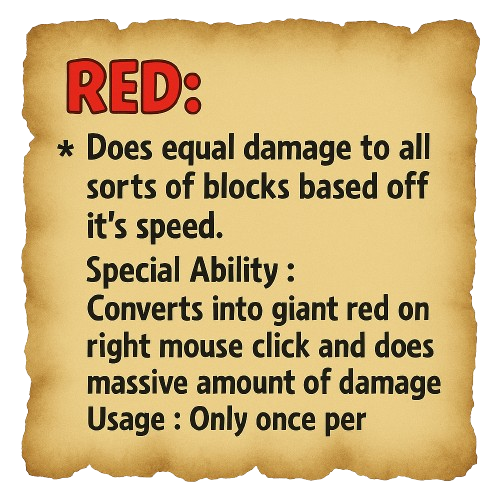 RED:
* Does equal damage to all
sorts of blocks based off
it's speed.
Special Ability :
Converts into giant red on
right mouse click and does
massive amount of damage
Usage : Only once per